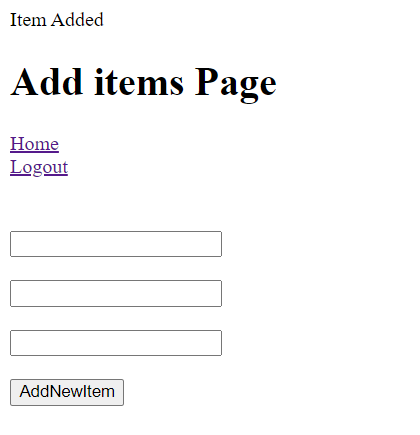 Item Added
Add items Page
Home
Logout
AddNewItem